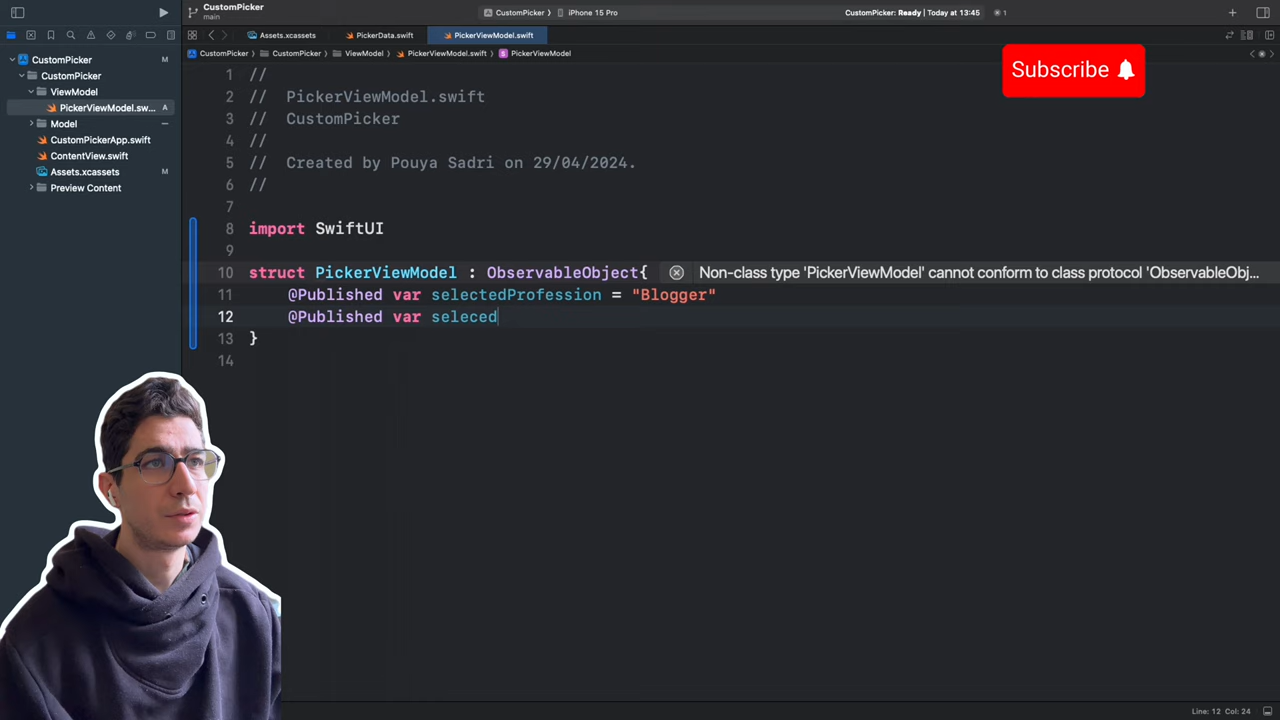 CustomPicker
main
CustomPicker
iPhone 15 Pro
CustomPicker: Ready | Today at 13:45
1
Assets.xcassets
PickerData.swift
PickerViewModel.swift
CustomPicker
M
CustomPicker
ViewModel
PickerViewModel.sw...
A
Model
CustomPickerApp.swift
ContentView.swift
Assets.xcassets
M
Preview Content
CustomPicker
CustomPicker
ViewModel
PickerViewModel.swift
PickerViewModel
Subscribe
1 //
2 // PickerViewModel.swift
3 // CustomPicker
4 //
5 // Created by Pouya Sadri on 29/04/2024.
6 //
7
8 import SwiftUI
9
10 struct PickerViewModel : ObservableObject{ Non-class type 'PickerViewModel' cannot conform to class protocol 'ObservableObj...
11 @Published var selectedProfession = "Blogger"
12 @Published var seleced
13 }
14
Line: 12 Col: 24